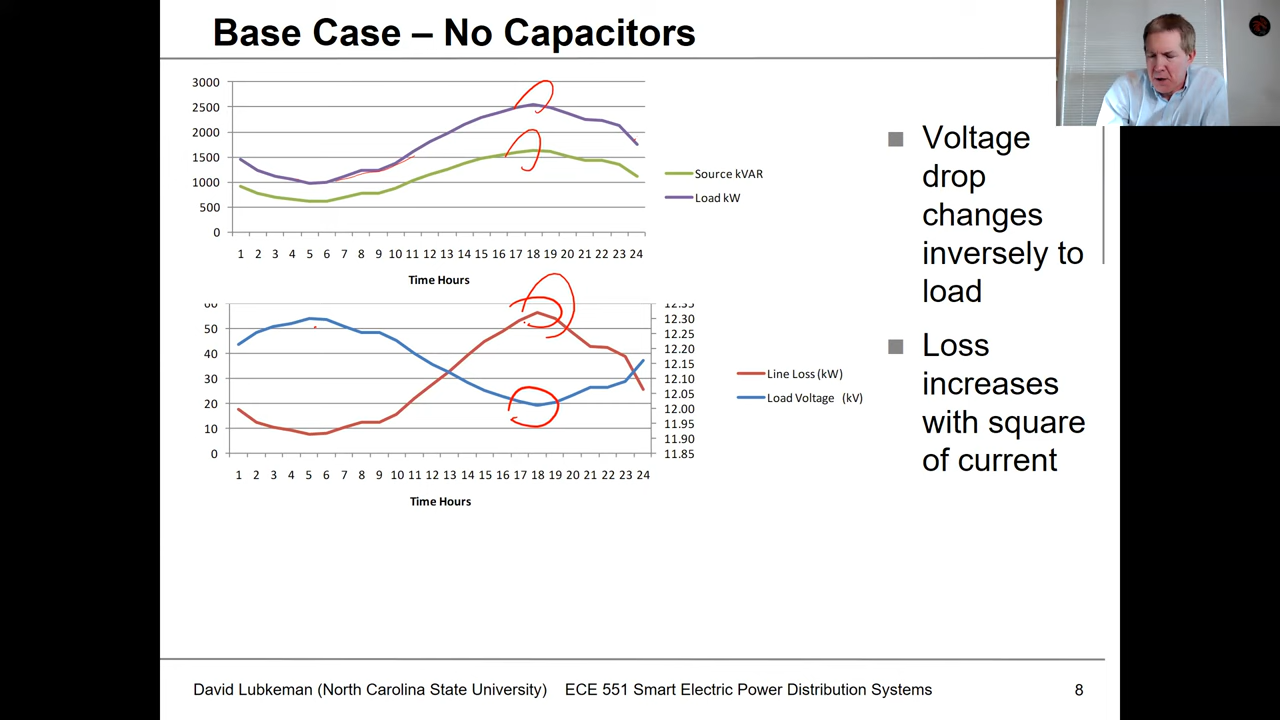 Base Case – No Capacitors
3000
2500
2000
1500
1000
500
0
1 2 3 4 5 6 7 8 9 10 11 12 13 14 15 16 17 18 19 20 21 22 23 24
Time Hours
Source kVAR
Load kW
60
50
40
30
20
10
0
12.35
12.30
12.25
12.20
12.15
12.10
12.05
12.00
11.95
11.90
11.85
1 2 3 4 5 6 7 8 9 10 11 12 13 14 15 16 17 18 19 20 21 22 23 24
Time Hours
Line Loss (kW)
Load Voltage (kV)
Voltage
drop
changes
inversely to
load
Loss
increases
with square
of current
David Lubkeman (North Carolina State University) ECE 551 Smart Electric Power Distribution Systems 8